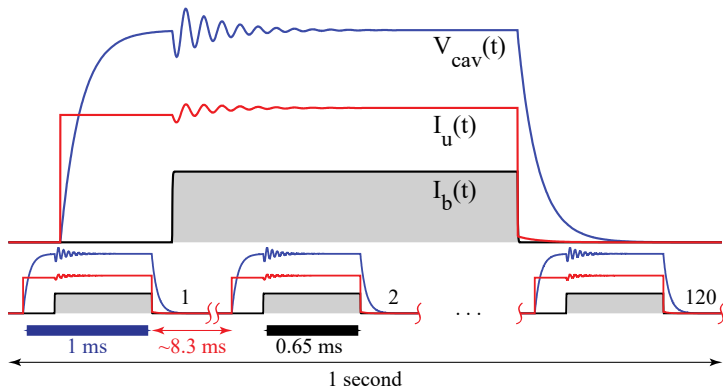 V_cav(t)
I_u(t)
I_b(t)
1
2
. . .
120
1 ms
~8.3 ms
0.65 ms
1 second